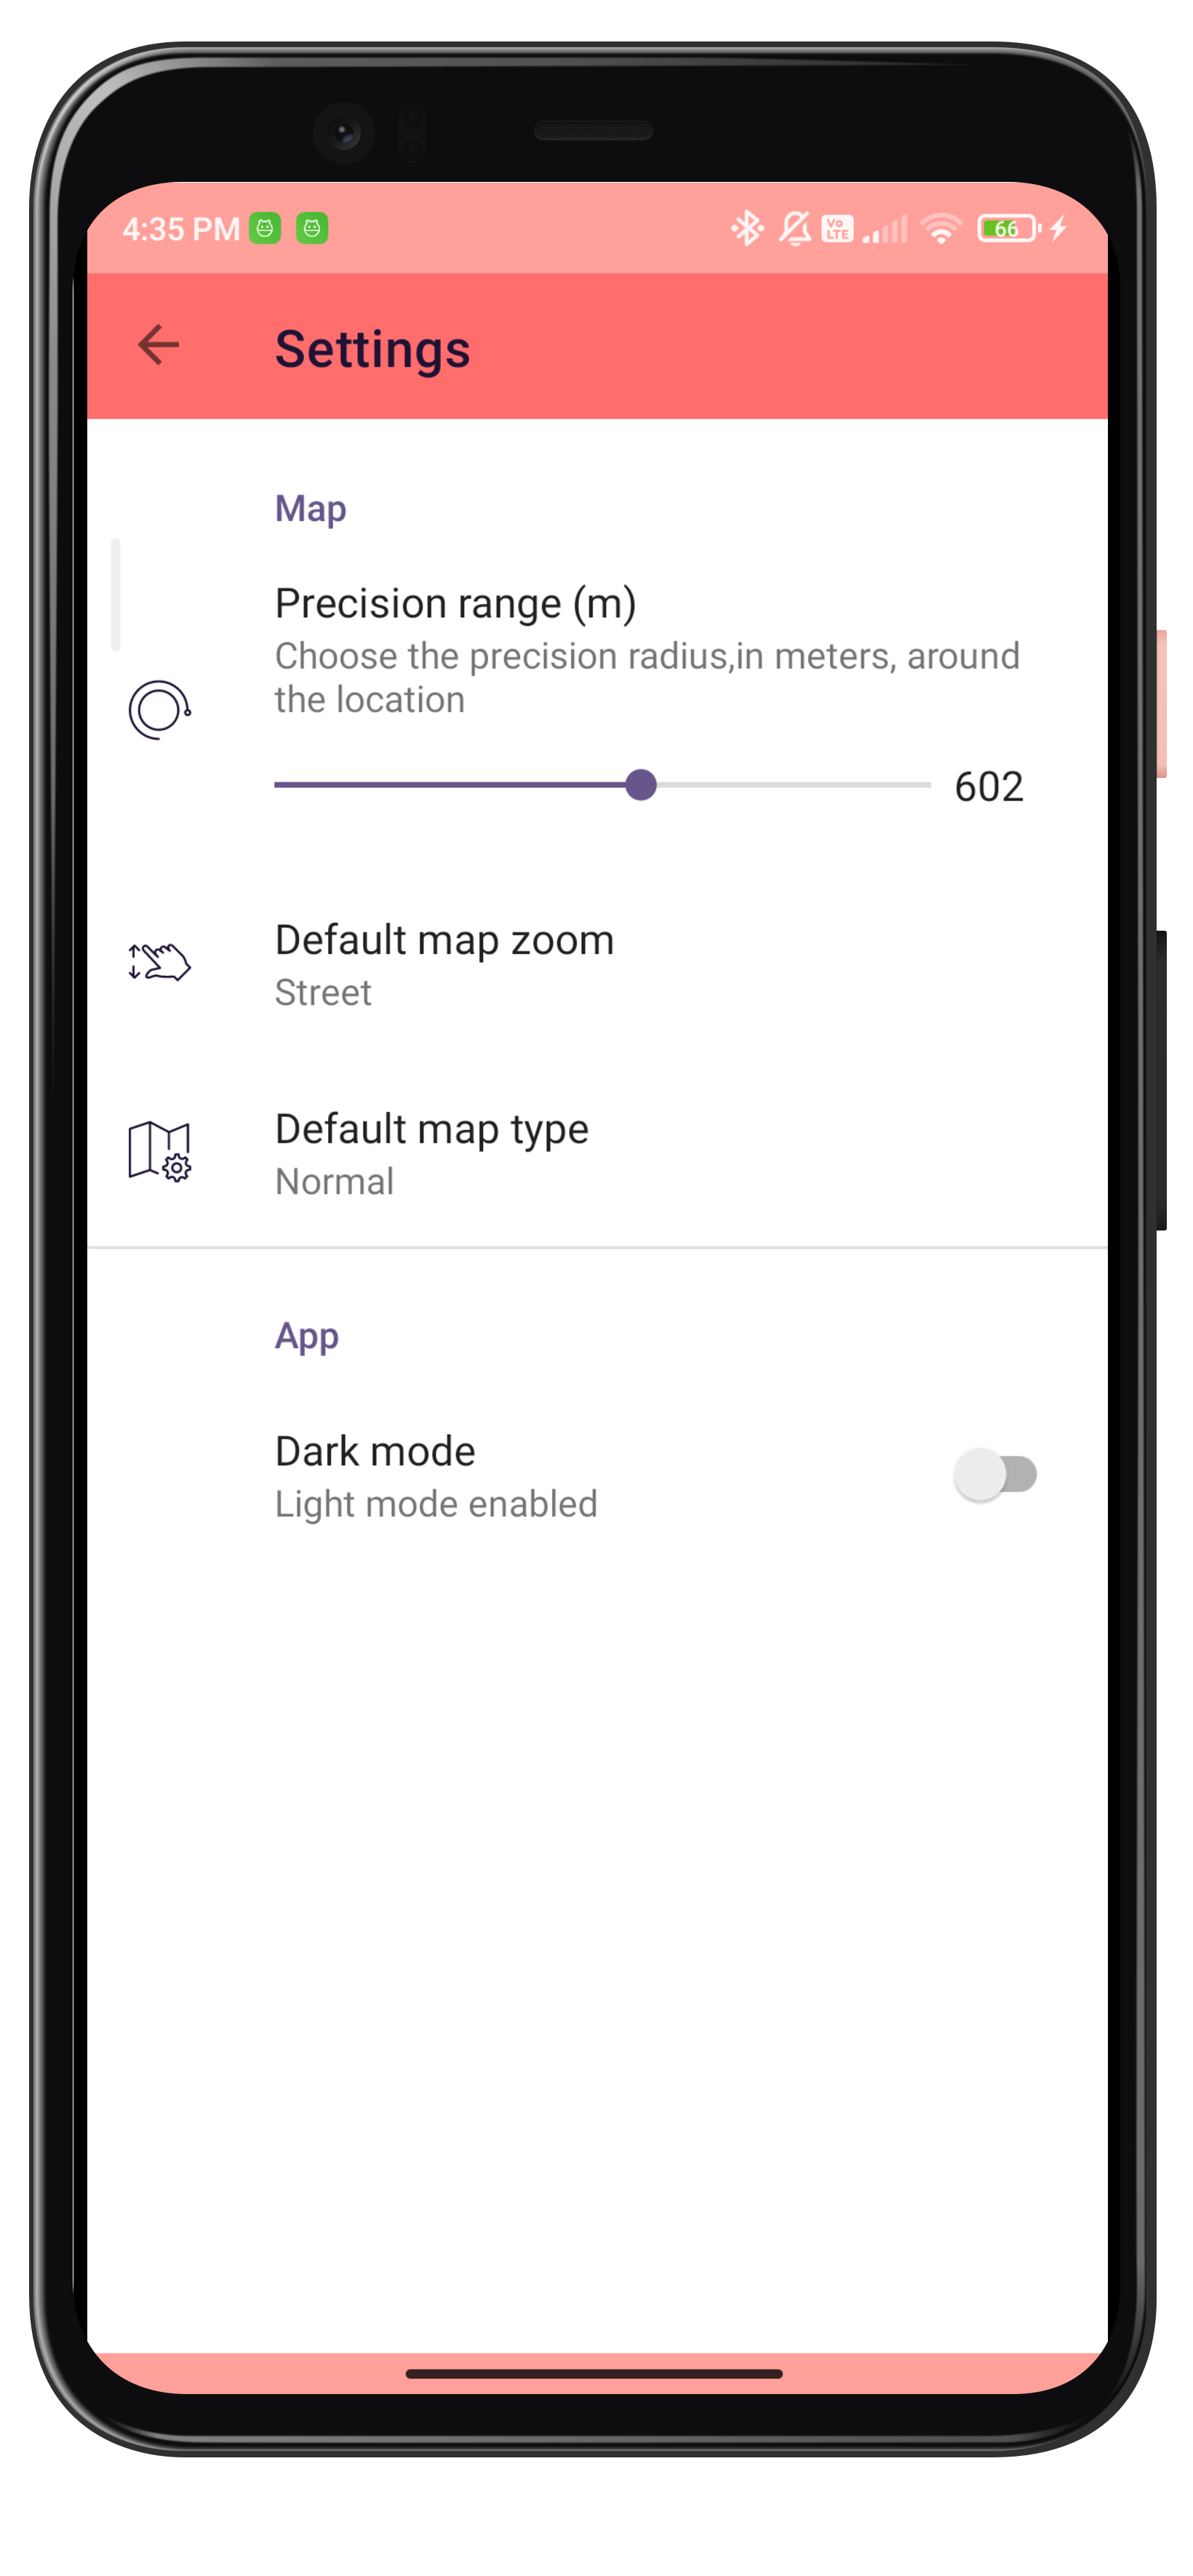 4:35 PM
Vo
LTE
66
Settings
Map
Precision range (m)
Choose the precision radius,in meters, around
the location
602
Default map zoom
Street
Default map type
Normal
App
Dark mode
Light mode enabled